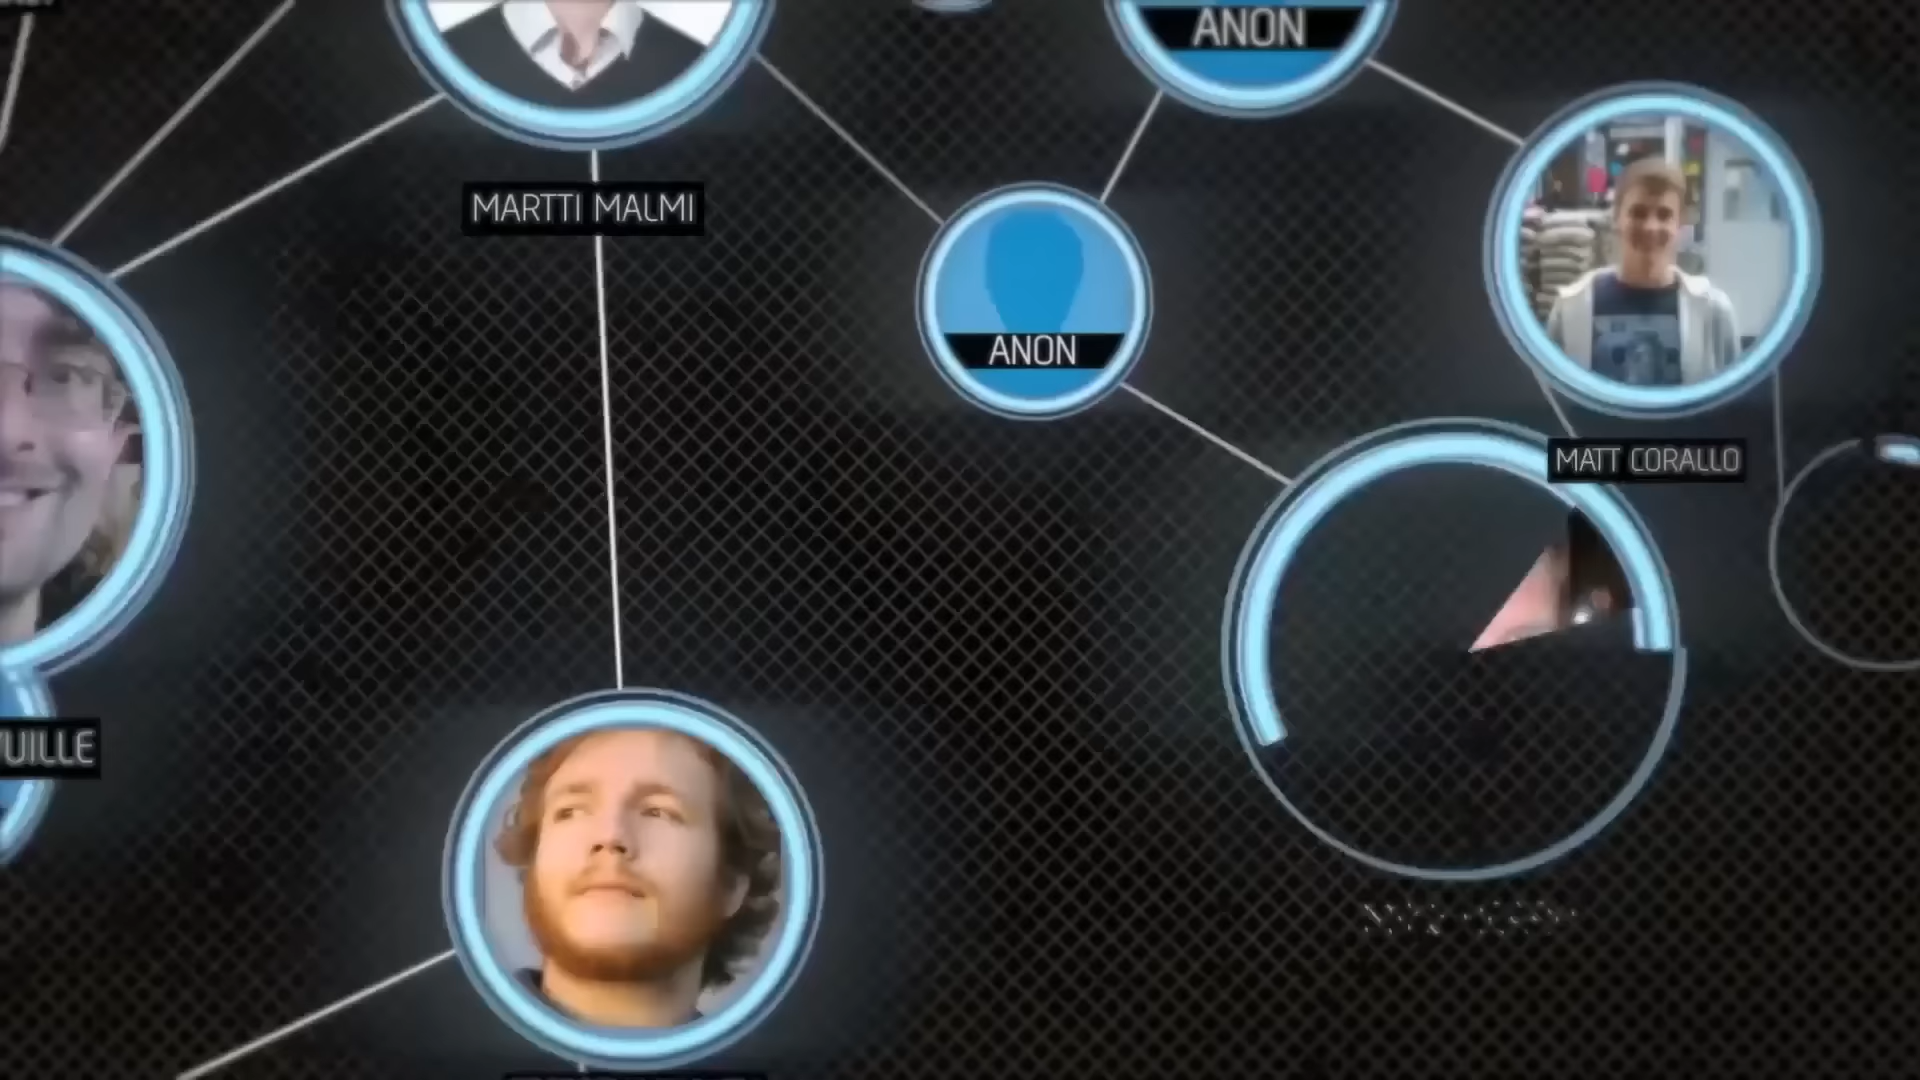 ANON
MARTTI MALMI
ANON
MATT CORALLO
UILLE